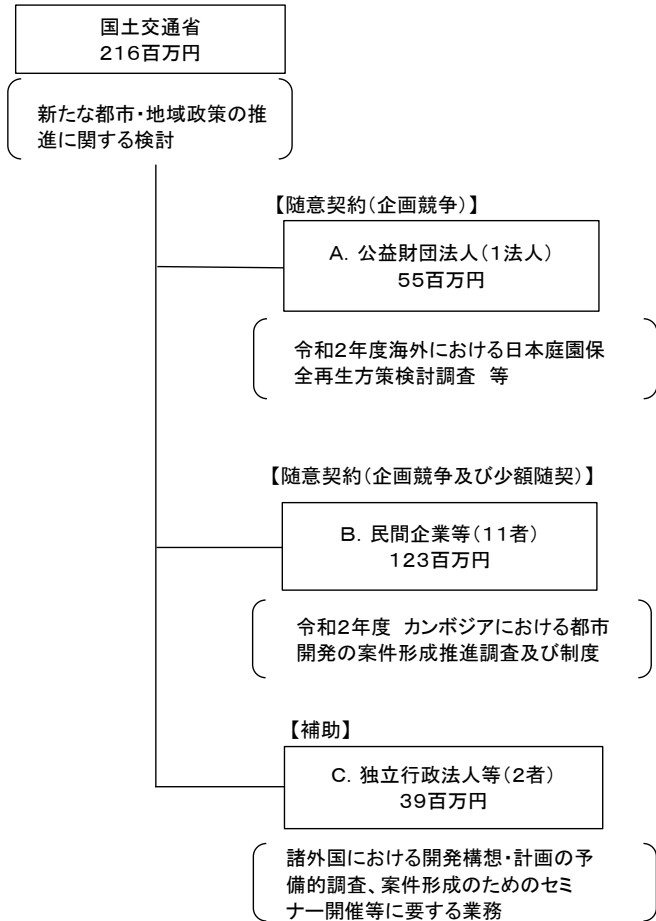 国土交通省
216百万円
新たな都市・地域政策の推
進に関する検討
【随意契約(企画競争)】
A. 公益財団法人(1法人)
55百万円
令和2年度海外における日本庭園保
全再生方策検討調査 等
【随意契約(企画競争及び少額随契)】
B. 民間企業等(11者)
123百万円
令和2年度 カンボジアにおける都市
開発の案件形成推進調査及び制度
【補助】
C. 独立行政法人等(2者)
39百万円
諸外国における開発構想・計画の予
備的調査、案件形成のためのセミ
ナー開催等に要する業務